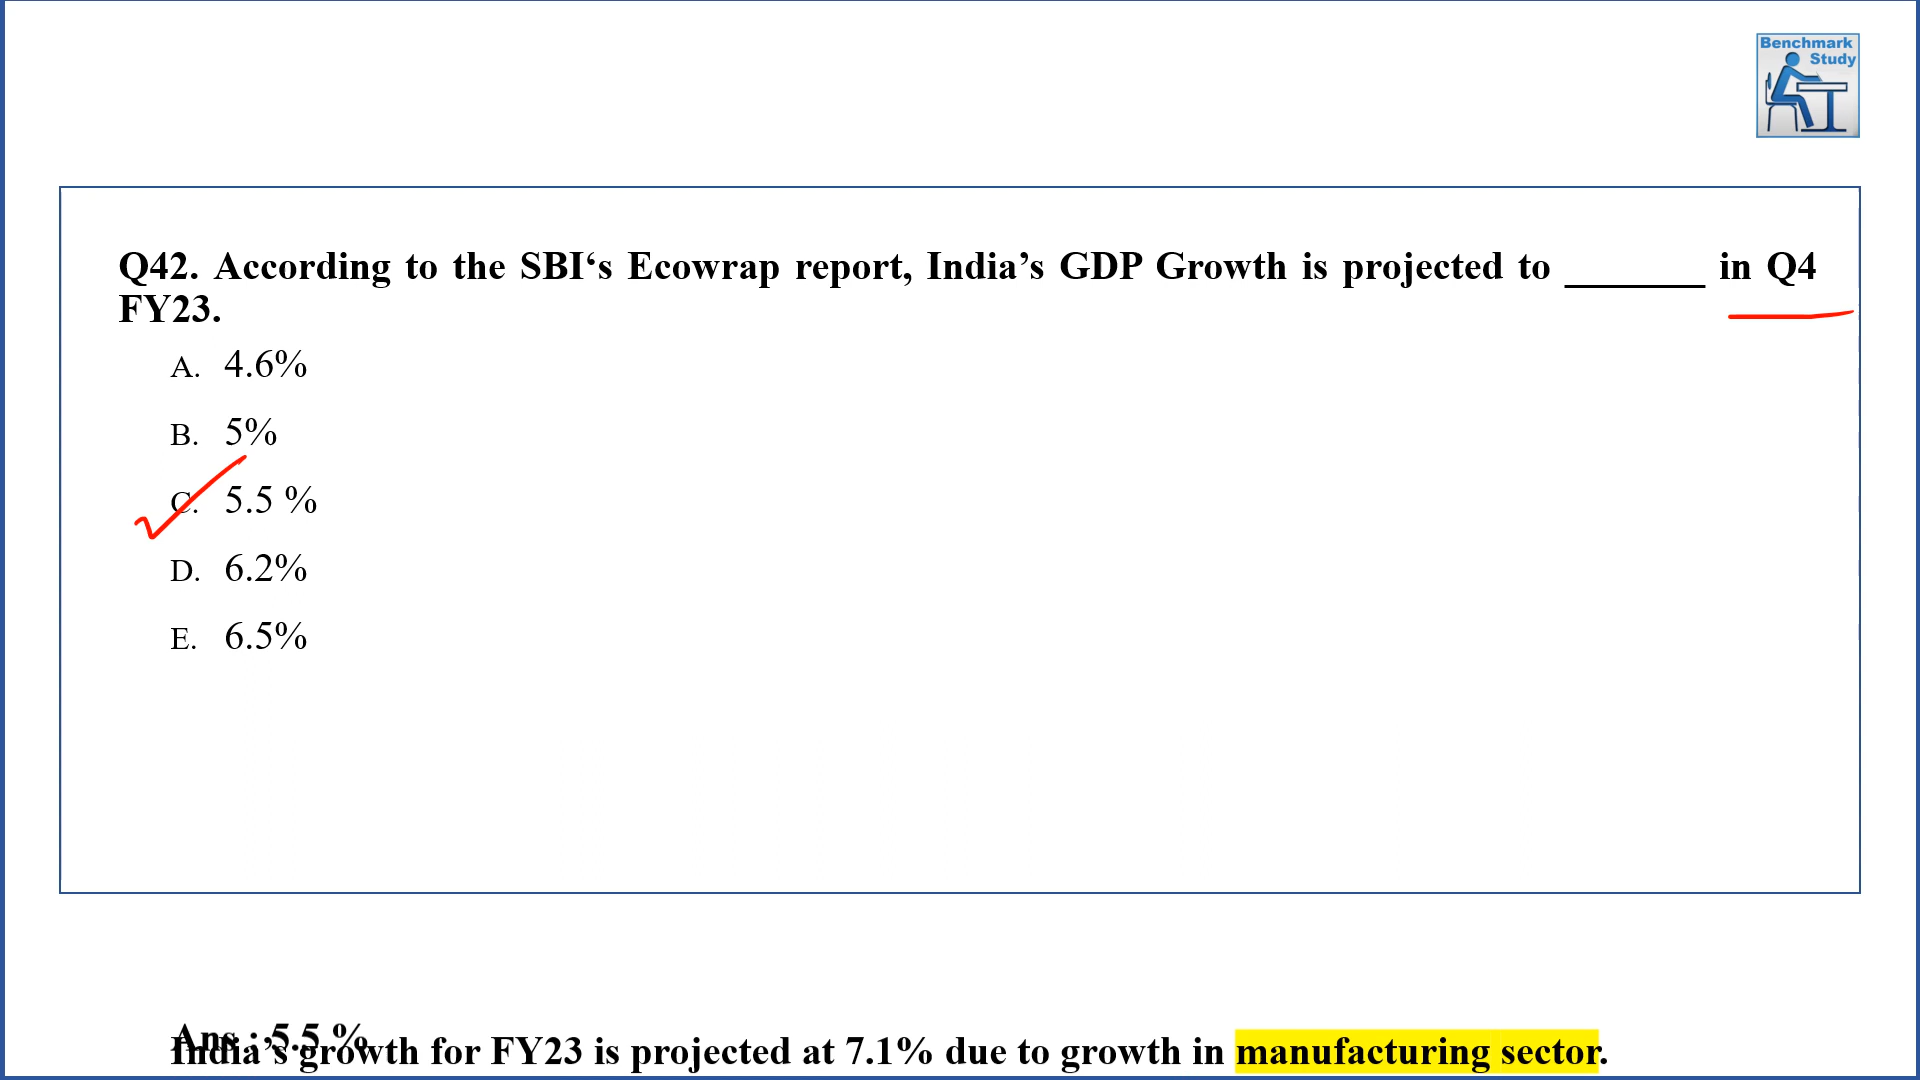 Benchmark
Study
Q42. According to the SBI‘s Ecowrap report, India’s GDP Growth is projected to _______ in Q4
FY23.
A. 4.6%
B. 5%
C. 5.5 %
D. 6.2%
E. 6.5%
Ans : 5.5 %
India’s growth for FY23 is projected at 7.1% due to growth in manufacturing sector.